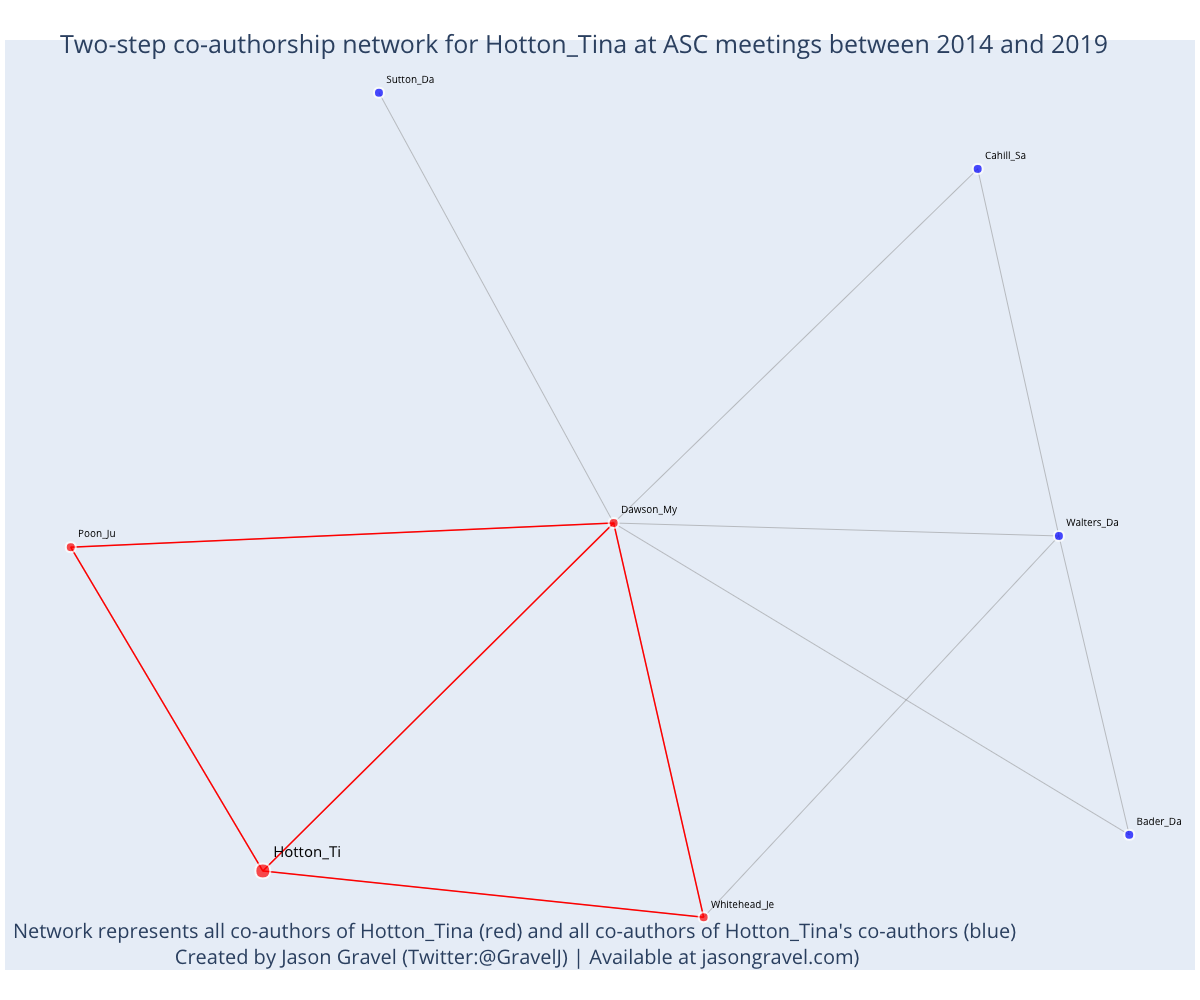 Two-step co-authorship network for Hotton_Tina at ASC meetings between 2014 and 2019
Sutton_Da
Cahill_Sa
Dawson_My
Walters_Da
Poon_Ju
Bader_Da
Hotton_Ti
Whitehead_Je
Network represents all co-authors of Hotton_Tina (red) and all co-authors of Hotton_Tina's co-authors (blue)
Created by Jason Gravel (Twitter:@GravelJ) | Available at jasongravel.com)